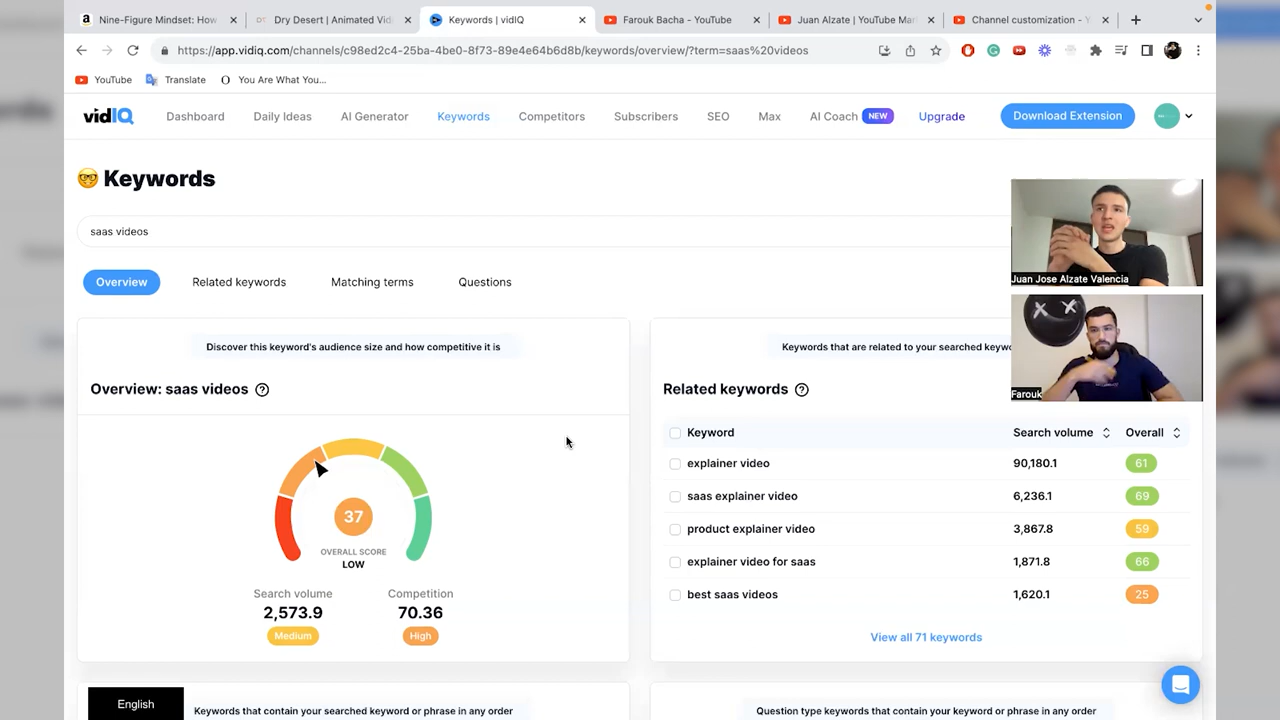 Nine-Figure Mindset: How
Dry Desert | Animated Vid
Keywords | vidIQ
Farouk Bacha - YouTube
Juan Alzate | YouTube Mar
Channel customization - Y
https://app.vidiq.com/channels/c98ed2c4-25ba-4be0-8f73-89e4e64b6d8b/keywords/overview/?term=saas%20videos
YouTube
Translate
You Are What You...
vidIQ
Dashboard
Daily Ideas
AI Generator
Keywords
Competitors
Subscribers
SEO
Max
AI Coach NEW
Upgrade
Download Extension
Keywords
saas videos
Overview
Related keywords
Matching terms
Questions
Juan Jose Alzate Valencia
Farouk
Discover this keyword's audience size and how competitive it is
Overview: saas videos ?
37
OVERALL SCORE
LOW
Search volume
2,573.9
Medium
Competition
70.36
High
Keywords that are related to your searched keywo
Related keywords ?
Keyword Search volume Overall
explainer video 90,180.1 61
saas explainer video 6,236.1 69
product explainer video 3,867.8 59
explainer video for saas 1,871.8 66
best saas videos 1,620.1 25
View all 71 keywords
English
Keywords that contain your searched keyword or phrase in any order
Question type keywords that contain your keyword or phrase in any order